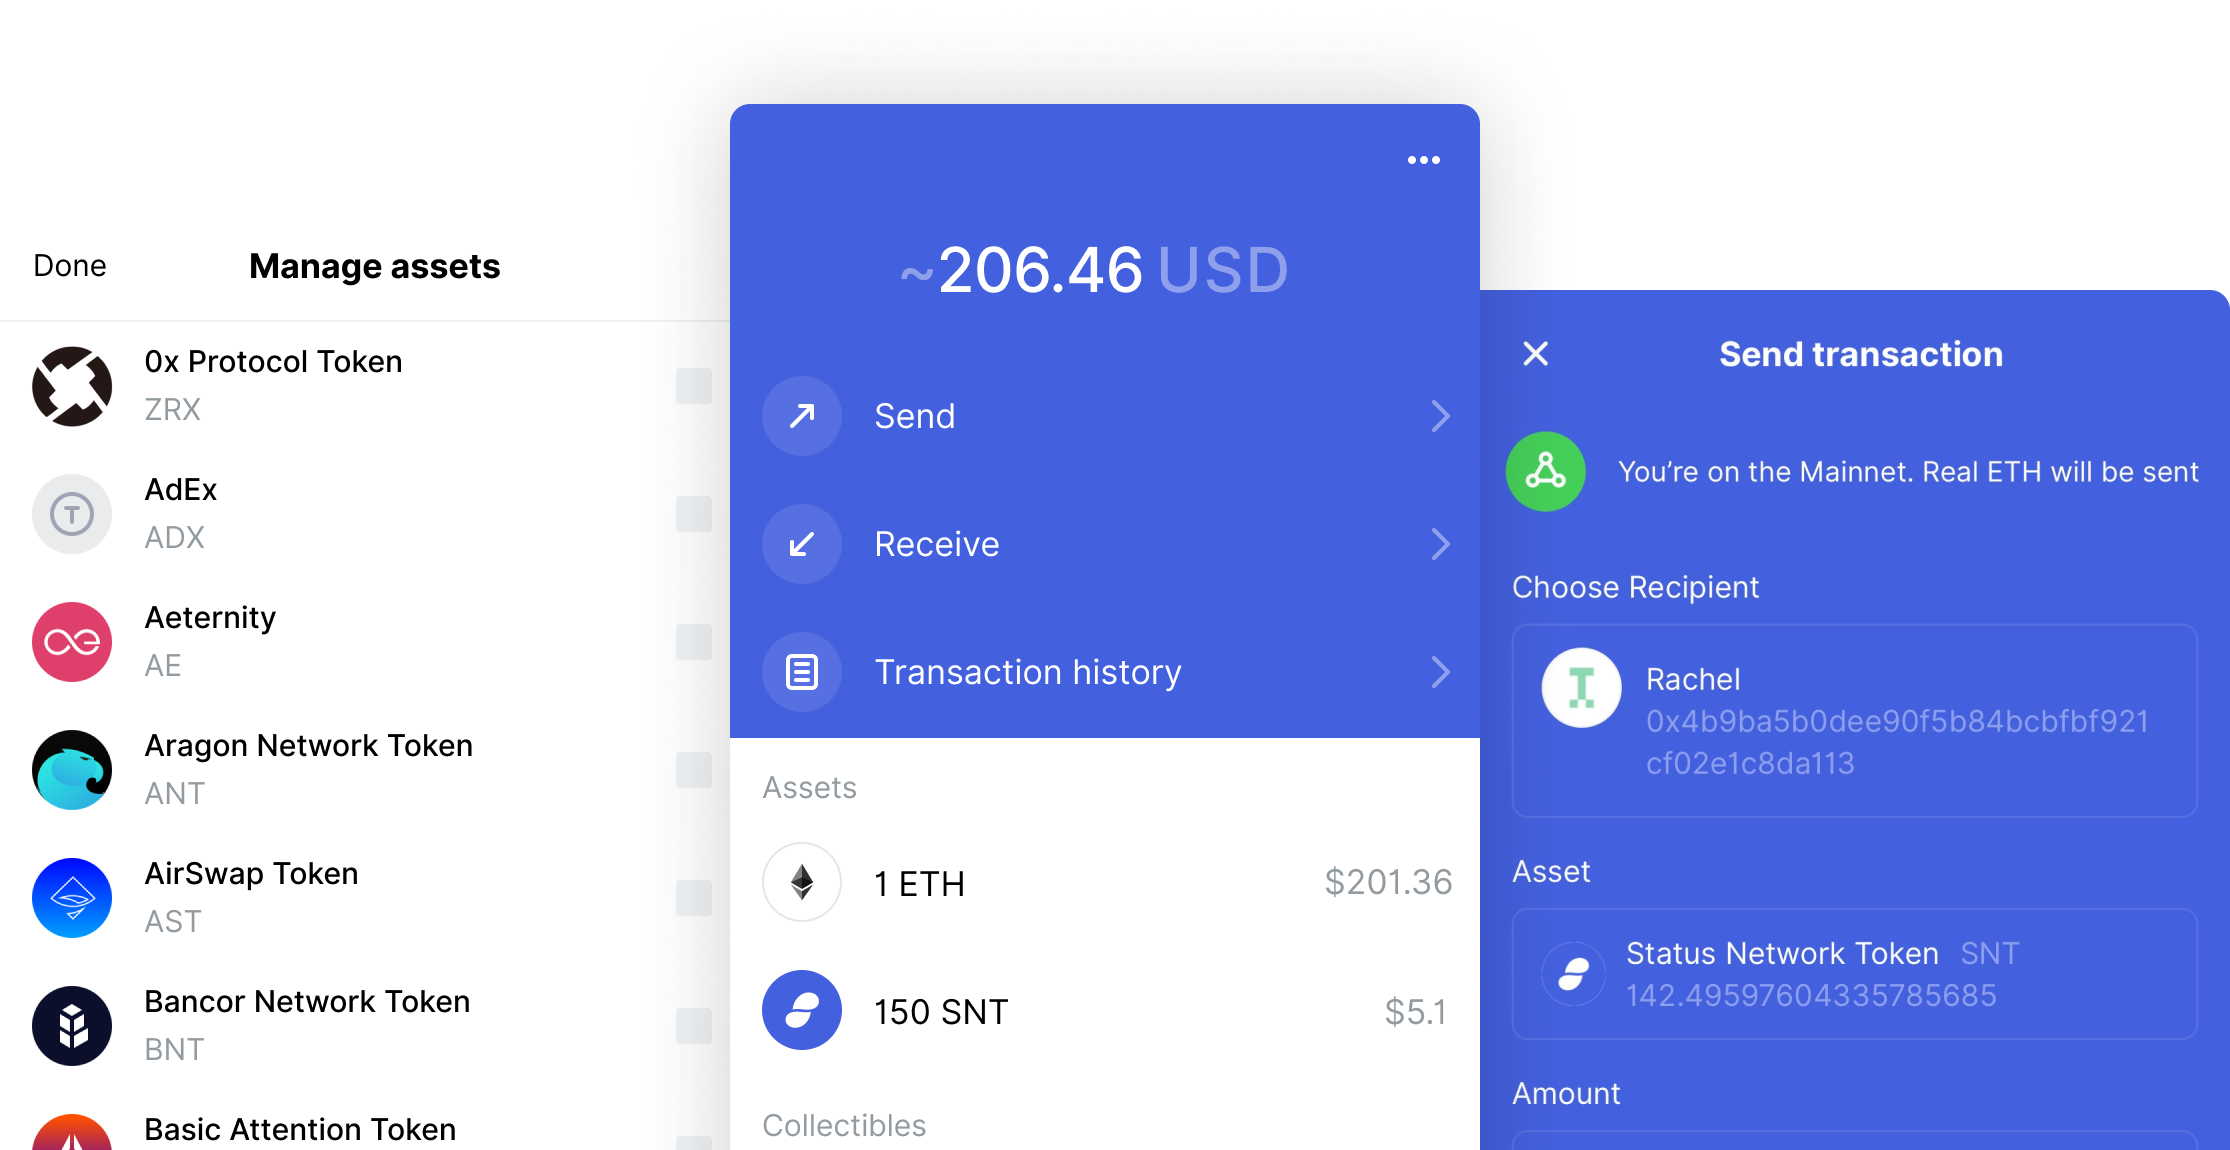 Done
Manage assets
0x Protocol Token
ZRX
AdEx
ADX
Aeternity
AE
Aragon Network Token
ANT
AirSwap Token
AST
Bancor Network Token
BNT
Basic Attention Token
~206.46 USD
Send
Receive
Transaction history
Assets
1 ETH
$201.36
150 SNT
$5.1
Collectibles
Send transaction
You’re on the Mainnet. Real ETH will be sent
Choose Recipient
Rachel
0x4b9ba5b0dee90f5b84bcbfbf921
cf02e1c8da113
Asset
Status Network Token SNT
142.49597604335785685
Amount